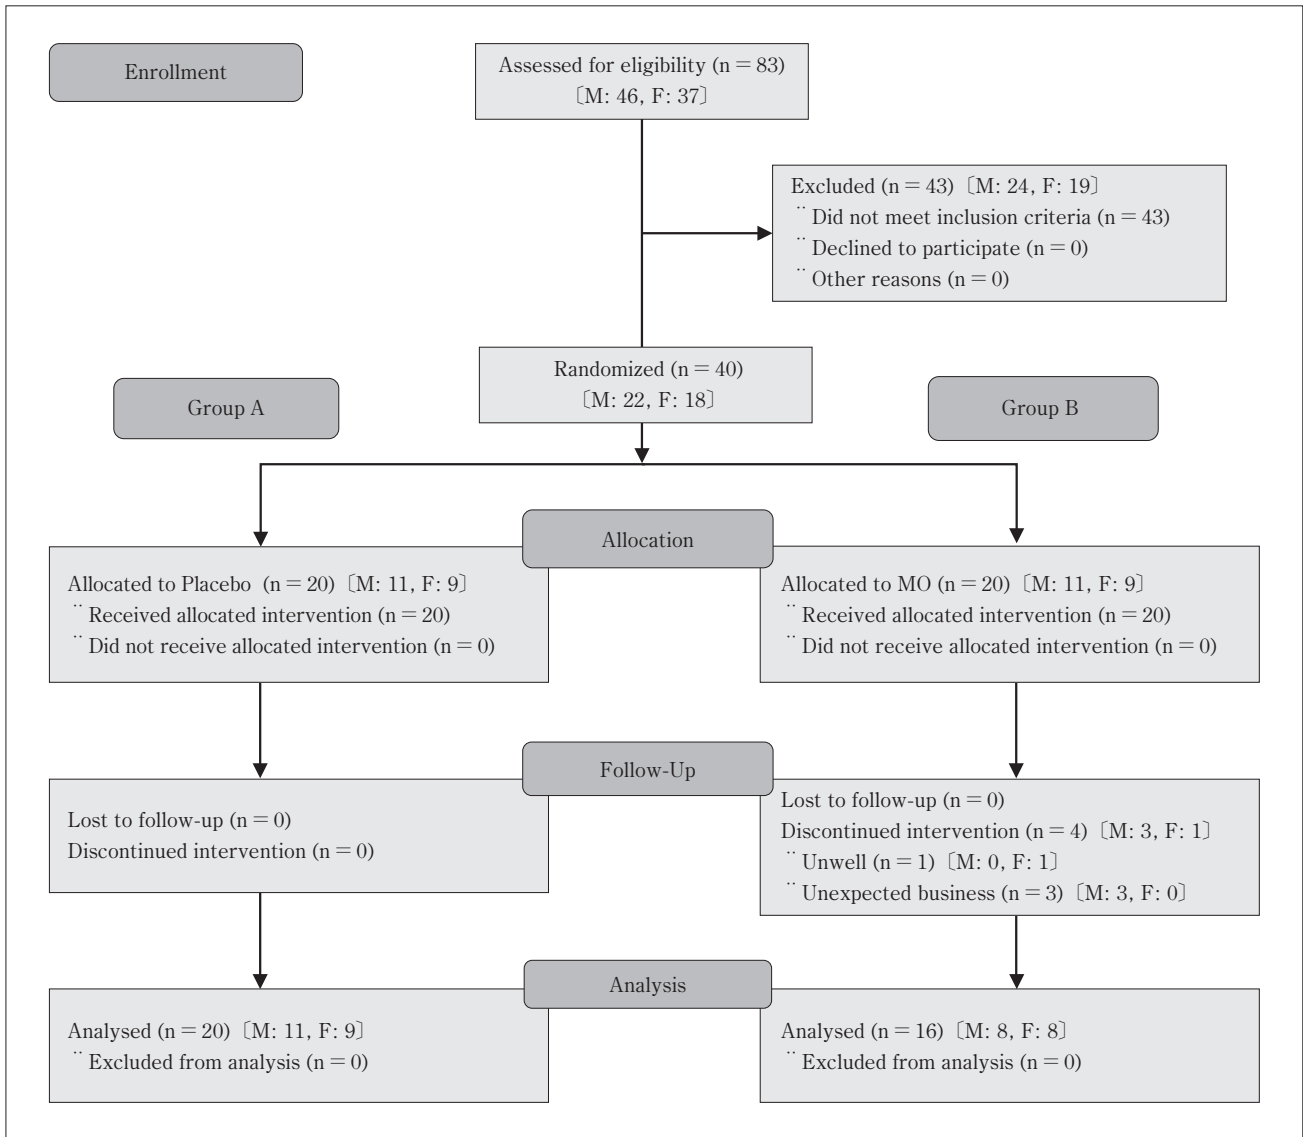 Enrollment
Assessed for eligibility (n = 83)
〔M: 46, F: 37〕
Excluded (n = 43)〔M: 24, F: 19〕
¨ Did not meet inclusion criteria (n = 43)
¨ Declined to participate (n = 0)
¨ Other reasons (n = 0)
Randomized (n = 40)
〔M: 22, F: 18〕
Group A
Group B
Allocation
Allocated to Placebo (n = 20)〔M: 11, F: 9〕
¨ Received allocated intervention (n = 20)
¨ Did not receive allocated intervention (n = 0)
Allocated to MO (n = 20)〔M: 11, F: 9〕
¨ Received allocated intervention (n = 20)
¨ Did not receive allocated intervention (n = 0)
Follow-Up
Lost to follow-up (n = 0)
Discontinued intervention (n = 0)
Lost to follow-up (n = 0)
Discontinued intervention (n = 4)〔M: 3, F: 1〕
¨ Unwell (n = 1)〔M: 0, F: 1〕
¨ Unexpected business (n = 3)〔M: 3, F: 0〕
Analysis
Analysed (n = 20)〔M: 11, F: 9〕
¨ Excluded from analysis (n = 0)
Analysed (n = 16)〔M: 8, F: 8〕
¨ Excluded from analysis (n = 0)